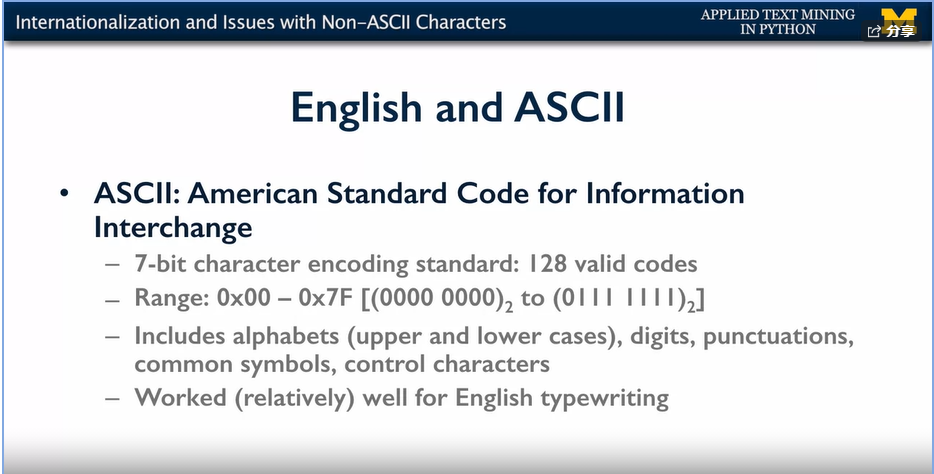 Internationalization and Issues with Non-ASCII Characters
APPLIED TEXT MINING
IN PYTHON
分享
English and ASCII
• ASCII: American Standard Code for Information
Interchange
– 7-bit character encoding standard: 128 valid codes
– Range: 0x00 – 0x7F [(0000 0000)₂ to (0111 1111)₂]
– Includes alphabets (upper and lower cases), digits, punctuations,
common symbols, control characters
– Worked (relatively) well for English typewriting